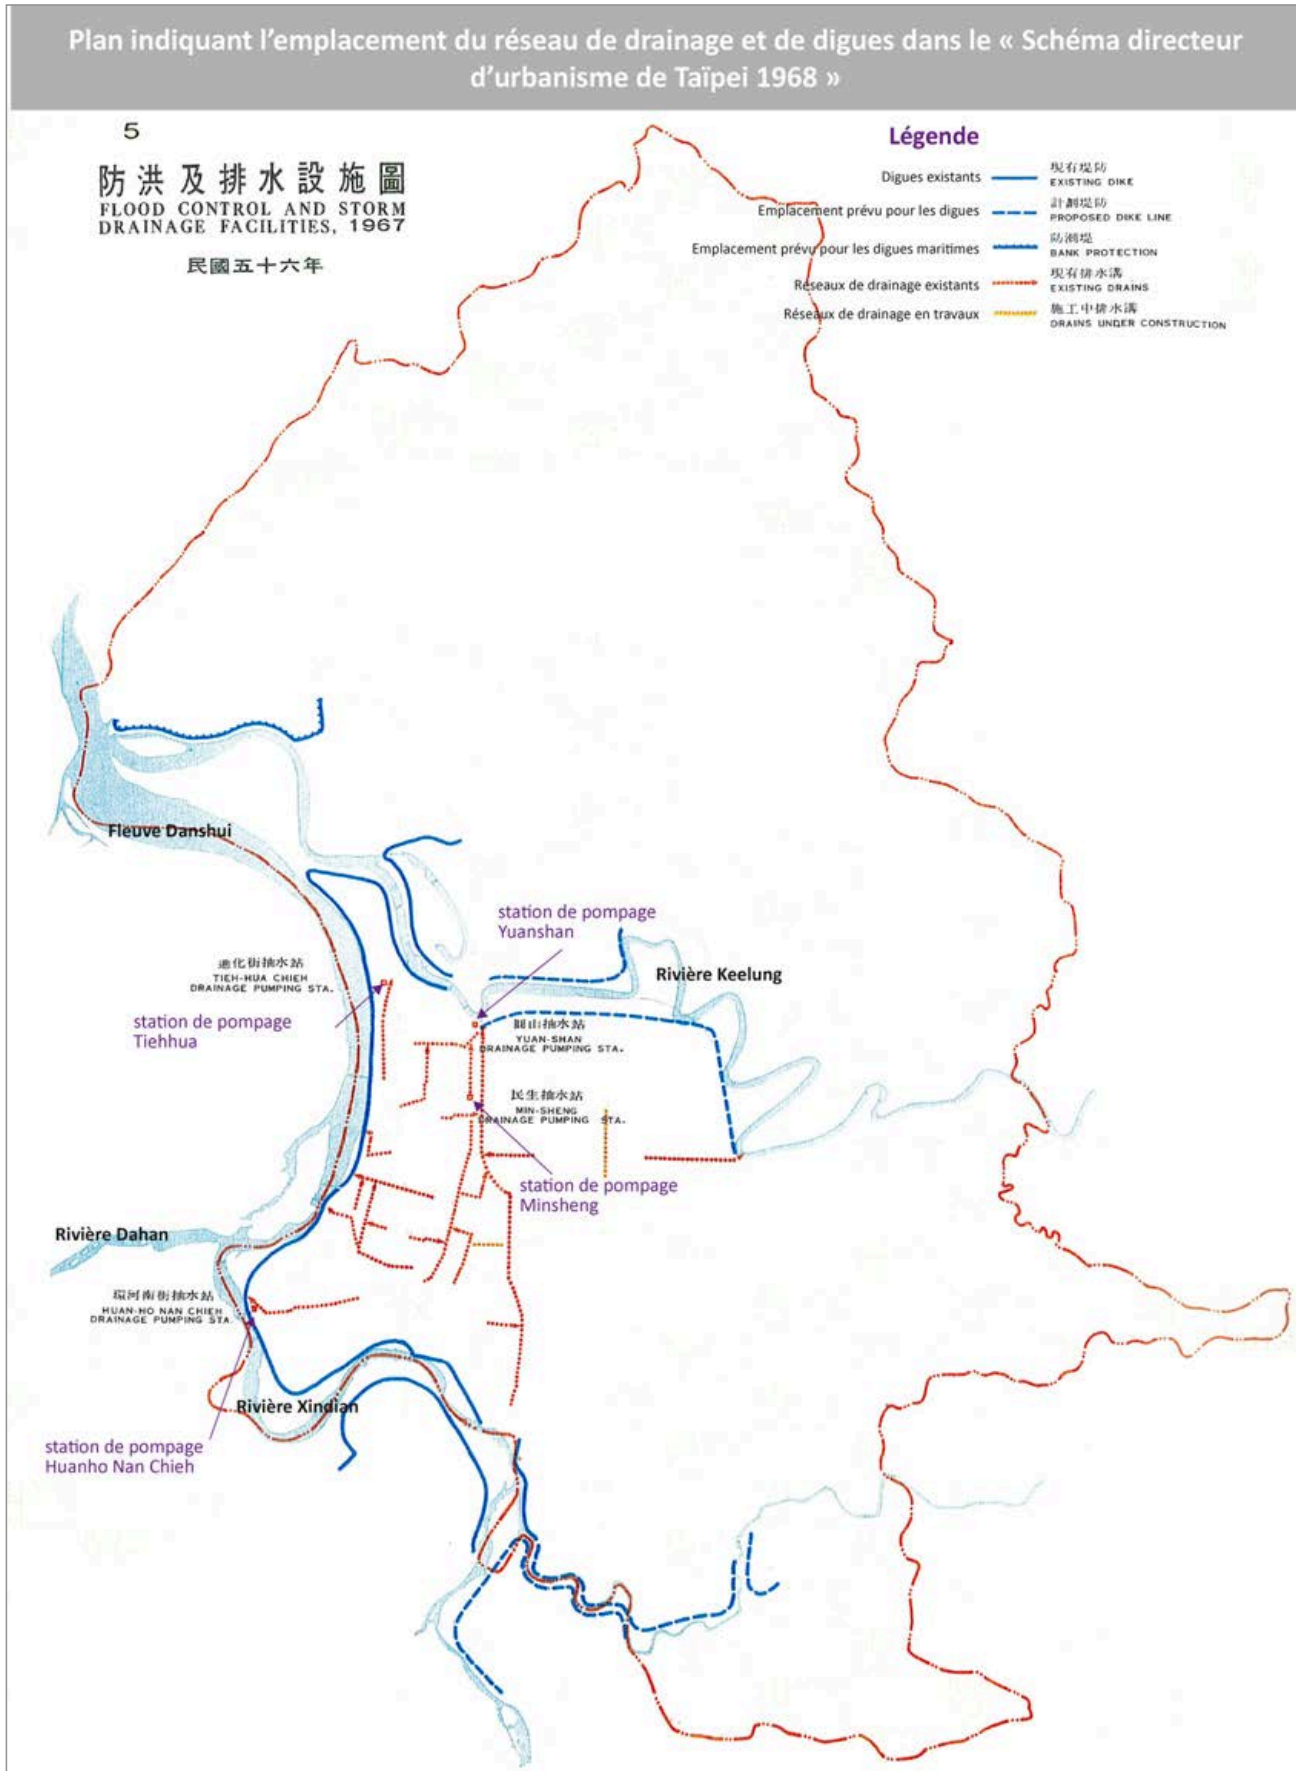 Plan indiquant l’emplacement du réseau de drainage et de digues dans le « Schéma directeur
d’urbanisme de Taïpei 1968 »
5
防洪及排水設施圖
FLOOD CONTROL AND STORM
DRAINAGE FACILITIES, 1967
民國五十六年
Légende
Digues existants
現有堤防
EXISTING DIKE
Emplacement prévu pour les digues
計劃堤防
PROPOSED DIKE LINE
Emplacement prévu pour les digues maritimes
防潮堤
BANK PROTECTION
Réseaux de drainage existants
現有排水溝
EXISTING DRAINS
Réseaux de drainage en travaux
施工中排水溝
DRAINS UNDER CONSTRUCTION
Fleuve Danshui
station de pompage
Yuanshan
Rivière Keelung
迪化街抽水站
TIEH-HUA CHIEH
DRAINAGE PUMPING STA.
station de pompage
Tiehhua
圓山抽水站
YUAN-SHAN
DRAINAGE PUMPING STA.
民生抽水站
MIN-SHENG
DRAINAGE PUMPING STA.
station de pompage
Minsheng
Rivière Dahan
環河南街抽水站
HUAN-HO NAN CHIEH
DRAINAGE PUMPING STA.
Rivière Xindian
station de pompage
Huanho Nan Chieh